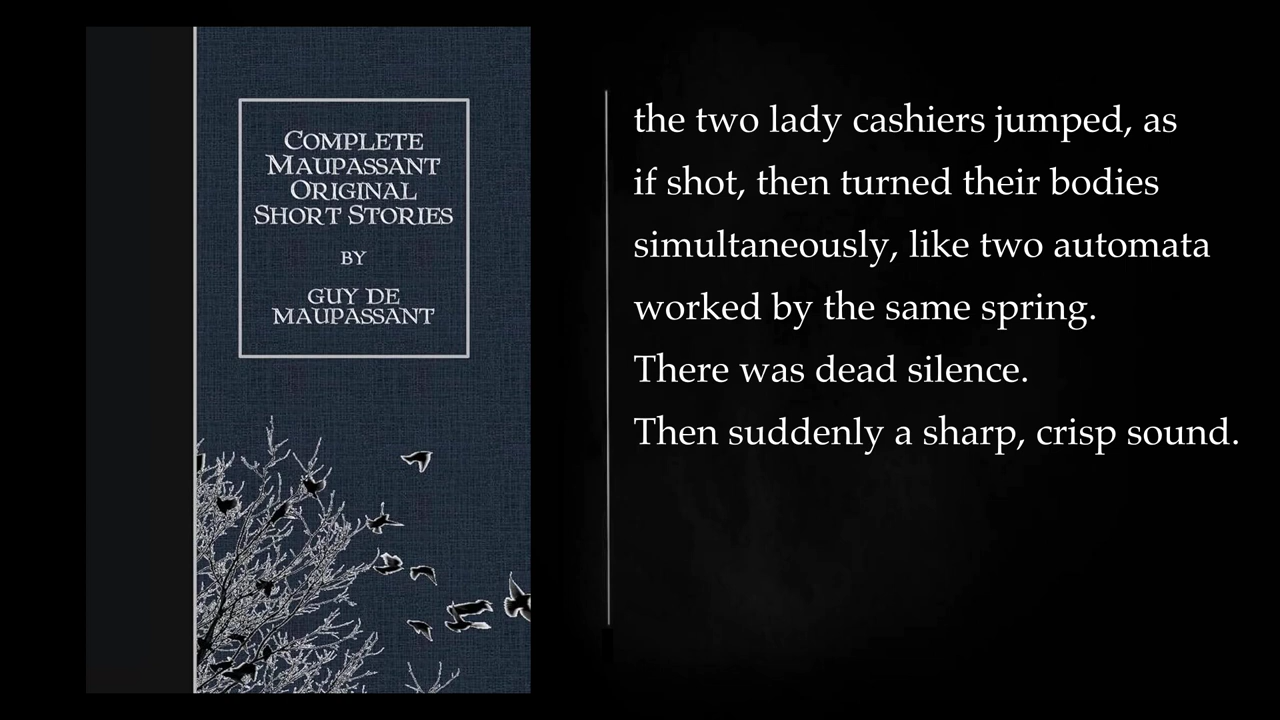 COMPLETE
MAUPASSANT
ORIGINAL
SHORT STORIES
BY
GUY DE
MAUPASSANT
the two lady cashiers jumped, as
if shot, then turned their bodies
simultaneously, like two automata
worked by the same spring.
There was dead silence.
Then suddenly a sharp, crisp sound.